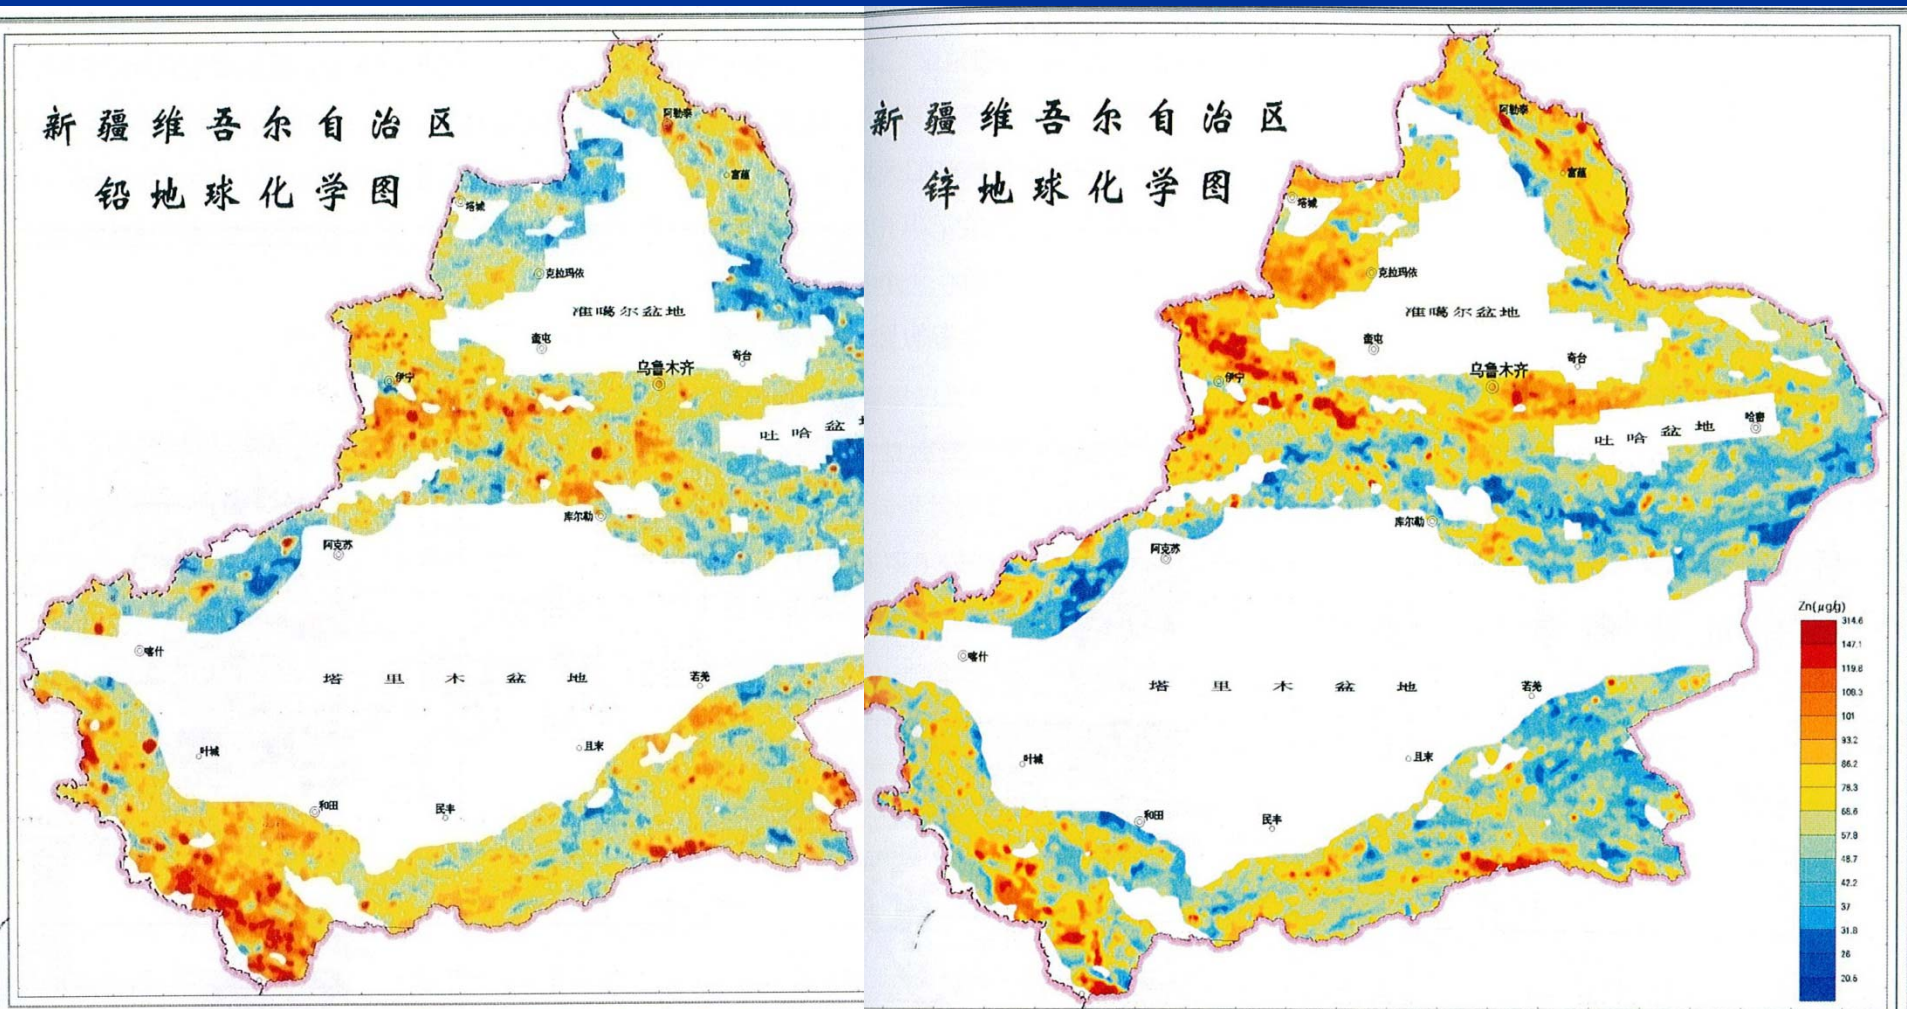 新疆维吾尔自治区
铅地球化学图
阿勒泰
富蕴
塔城
克拉玛依
准噶尔盆地
奎屯
奇台
乌鲁木齐
伊宁
吐哈盆地
库尔勒
阿克苏
喀什
塔里木盆地
若羌
叶城
且末
和田
民丰
新疆维吾尔自治区
锌地球化学图
阿勒泰
富蕴
塔城
克拉玛依
准噶尔盆地
奎屯
奇台
乌鲁木齐
伊宁
哈密
吐哈盆地
库尔勒
阿克苏
喀什
塔里木盆地
若羌
叶城
且末
和田
民丰
Zn(μg/g)
314.6
147.1
119.6
108.3
101
93.2
86.2
78.3
68.6
57.8
48.7
42.2
37
31.8
26
20.5